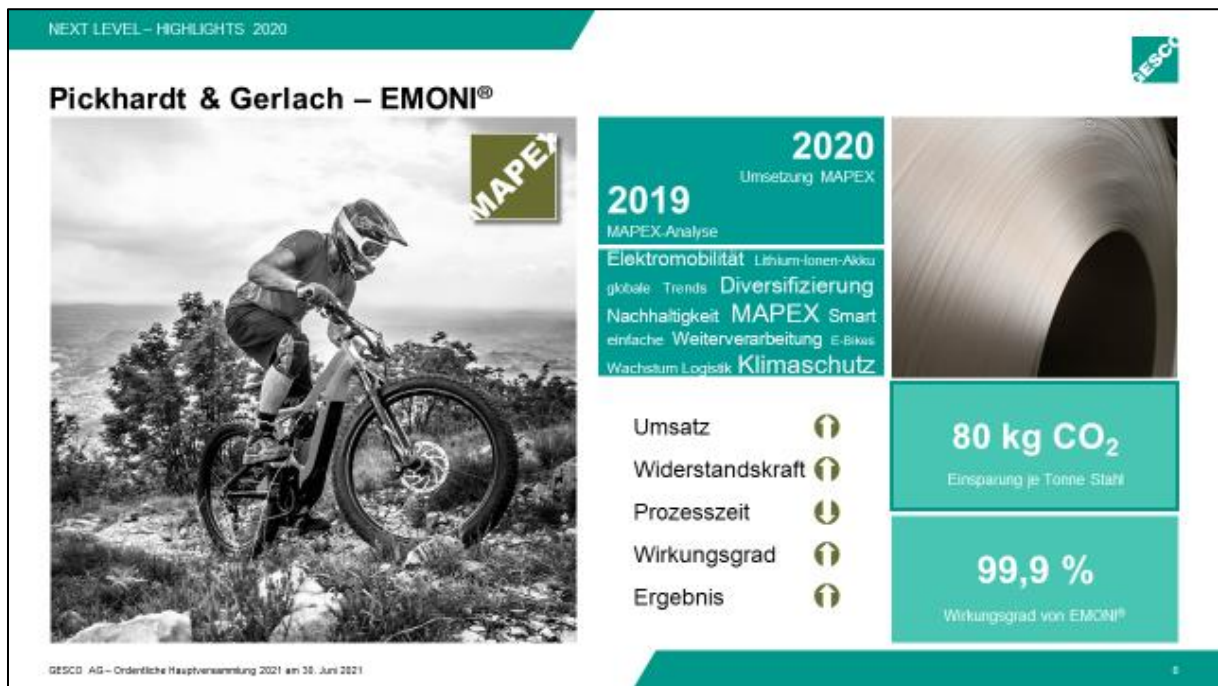 NEXT LEVEL – HIGHLIGHTS 2020
GESCO
Pickhardt & Gerlach – EMONI®
MAPEX
2020
Umsetzung MAPEX
2019
MAPEX-Analyse
Elektromobilität Lithium-Ionen-Akku
globale Trends Diversifizierung
Nachhaltigkeit MAPEX Smart
einfache Weiterverarbeitung E-Bikes
Wachstum Logistik Klimaschutz
Umsatz
Widerstandskraft
Prozesszeit
Wirkungsgrad
Ergebnis
80 kg CO₂
Einsparung je Tonne Stahl
99,9 %
Wirkungsgrad von EMONI®
GESCO AG – Ordentliche Hauptversammlung 2021 am 30. Juni 2021